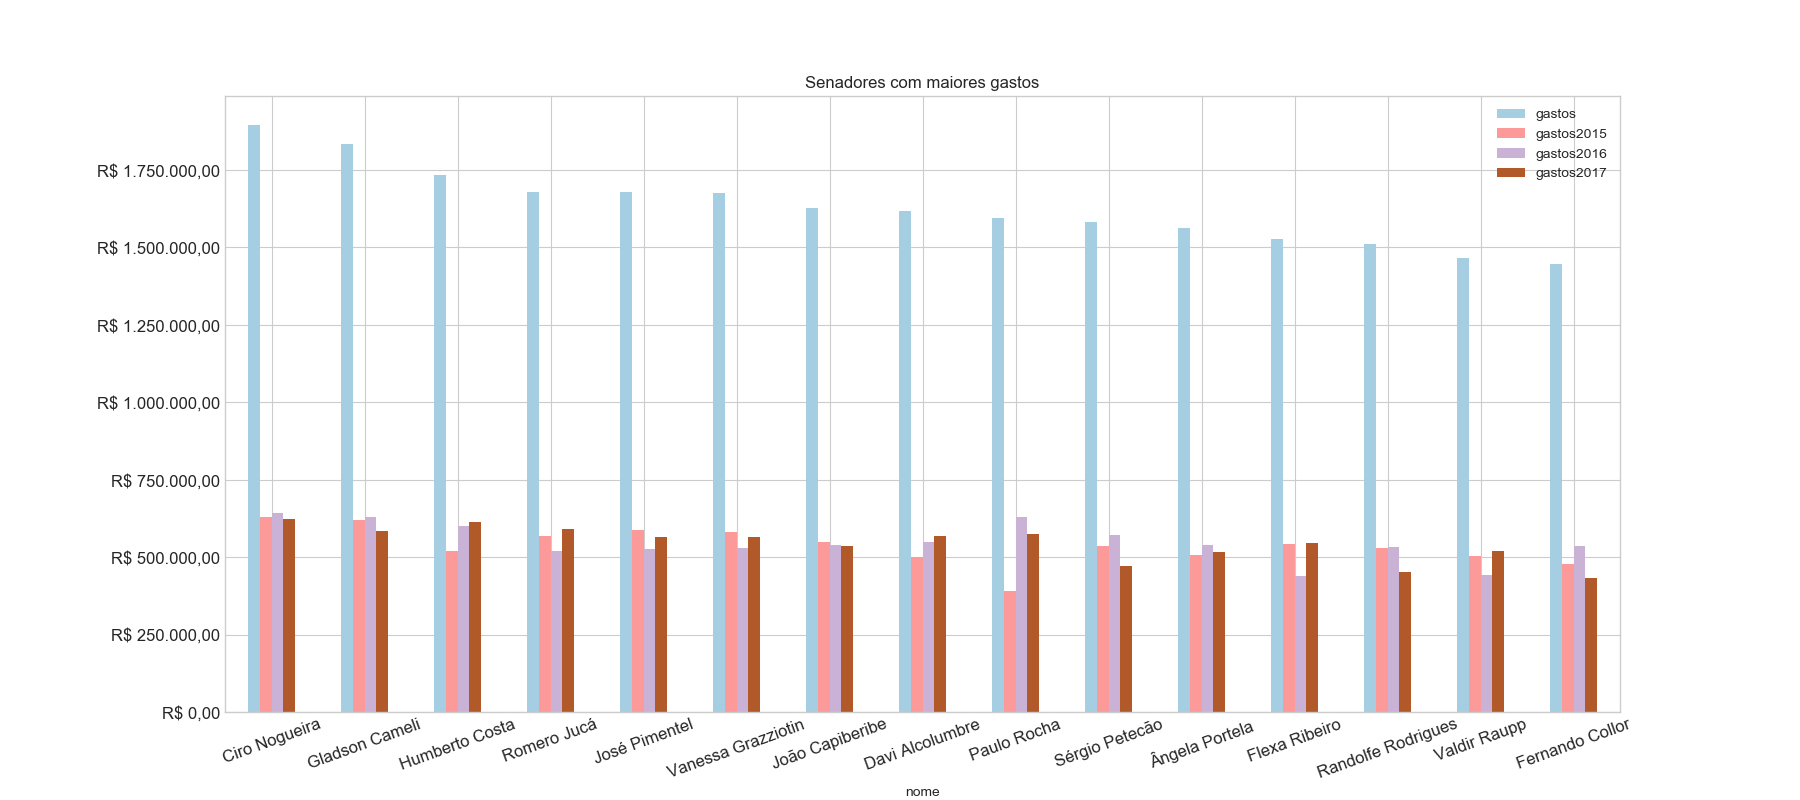 Senadores com maiores gastos
gastos
gastos2015
gastos2016
gastos2017
R$ 1.750.000,00
R$ 1.500.000,00
R$ 1.250.000,00
R$ 1.000.000,00
R$ 750.000,00
R$ 500.000,00
R$ 250.000,00
R$ 0,00
Ciro Nogueira
Gladson Cameli
Humberto Costa
Romero Jucá
José Pimentel
Vanessa Grazziotin
João Capiberibe
Davi Alcolumbre
Paulo Rocha
Sérgio Petecão
Ângela Portela
Flexa Ribeiro
Randolfe Rodrigues
Valdir Raupp
Fernando Collor
nome